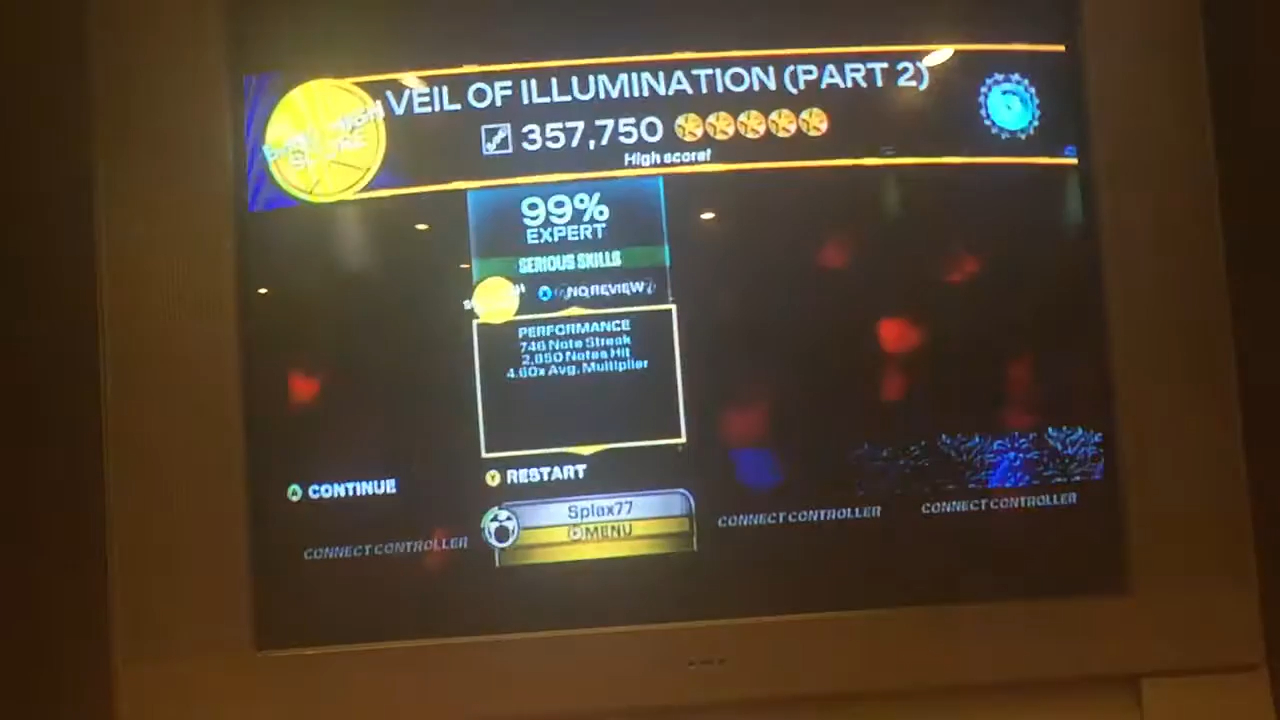 VEIL OF ILLUMINATION (PART 2)
357,750
High score!
99%
EXPERT
SERIOUS SKILLS
NO REVIEW
PERFORMANCE
746 Note Streak
2,850 Notes Hit
4.60x Avg. Multiplier
RESTART
CONTINUE
Splax77
MENU
CONNECT CONTROLLER
CONNECT CONTROLLER
CONNECT CONTROLLER